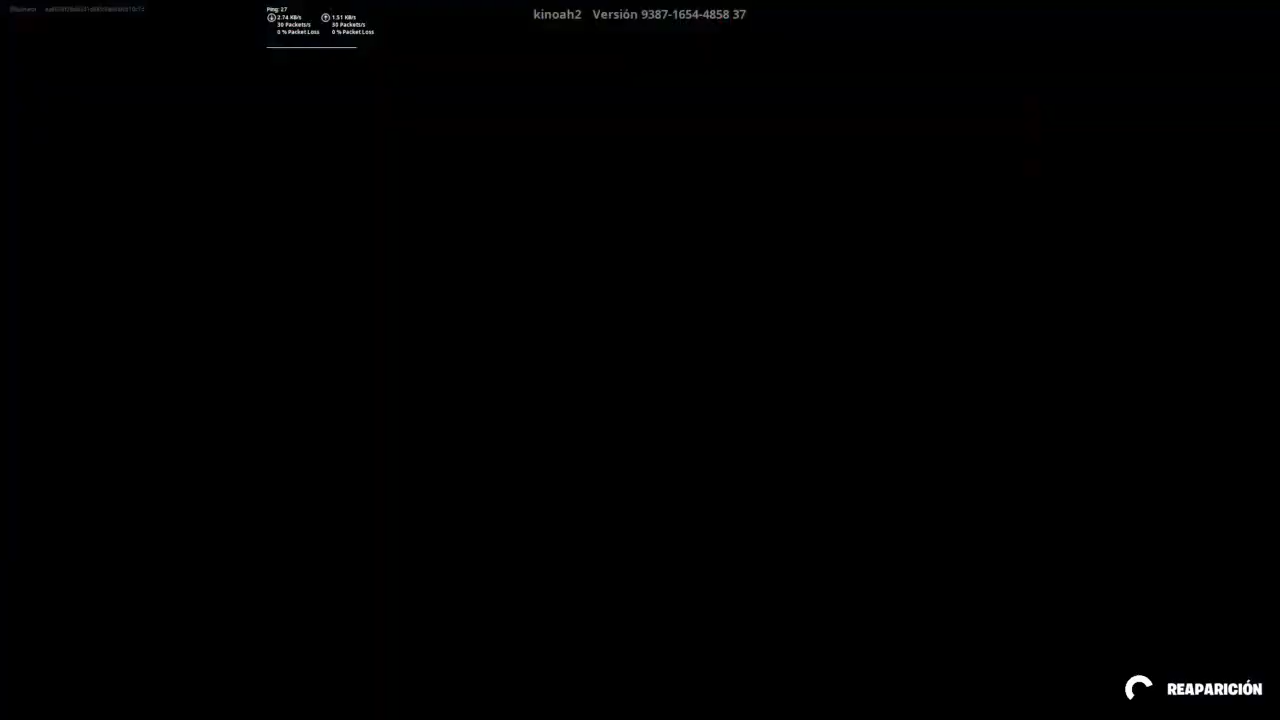 Ping: 27
2.74 KB/s 1.51 KB/s
30 Packets/s 30 Packets/s
0 % Packet Loss 0 % Packet Loss
kinoah2 Versión 9387-1654-4858 37
REAPARICIÓN